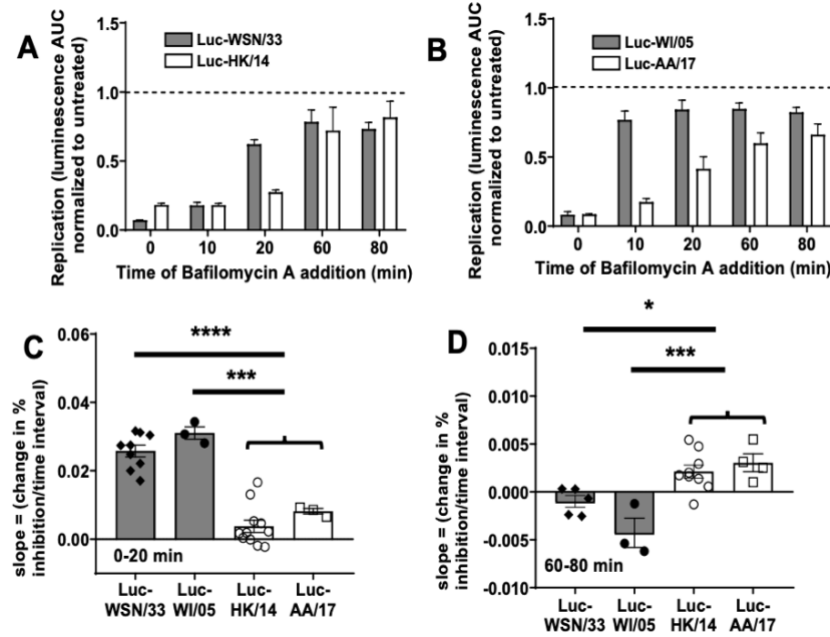 A
Replication (luminescence AUC
normalized to untreated)
1.5
1.0
0.5
0.0
Luc-WSN/33
Luc-HK/14
0 10 20 60 80
Time of Bafilomycin A addition (min)
B
Replication (luminescence AUC
normalized to untreated)
1.5
1.0
0.5
0.0
Luc-WI/05
Luc-AA/17
0 10 20 60 80
Time of Bafilomycin A addition (min)
C
slope = (change in %
inhibition/time interval)
0.06
0.04
0.02
0.00
****
***
0-20 min
Luc- Luc- Luc- Luc-
WSN/33 WI/05 HK/14 AA/17
D
slope = (change in %
inhibition/time interval)
0.015
0.010
0.005
0.000
-0.005
-0.010
*
***
60-80 min
Luc- Luc- Luc- Luc-
WSN/33 WI/05 HK/14 AA/17